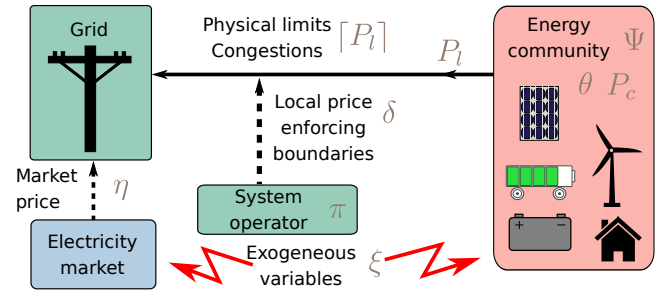 Grid
Physical limits
Congestions ⌈P_l⌉
P_l
Energy
community Ψ
θ P_c
Local price
enforcing
boundaries
δ
Market
price
η
System
operator
π
Electricity
market
Exogeneous
variables
ξ
+ −